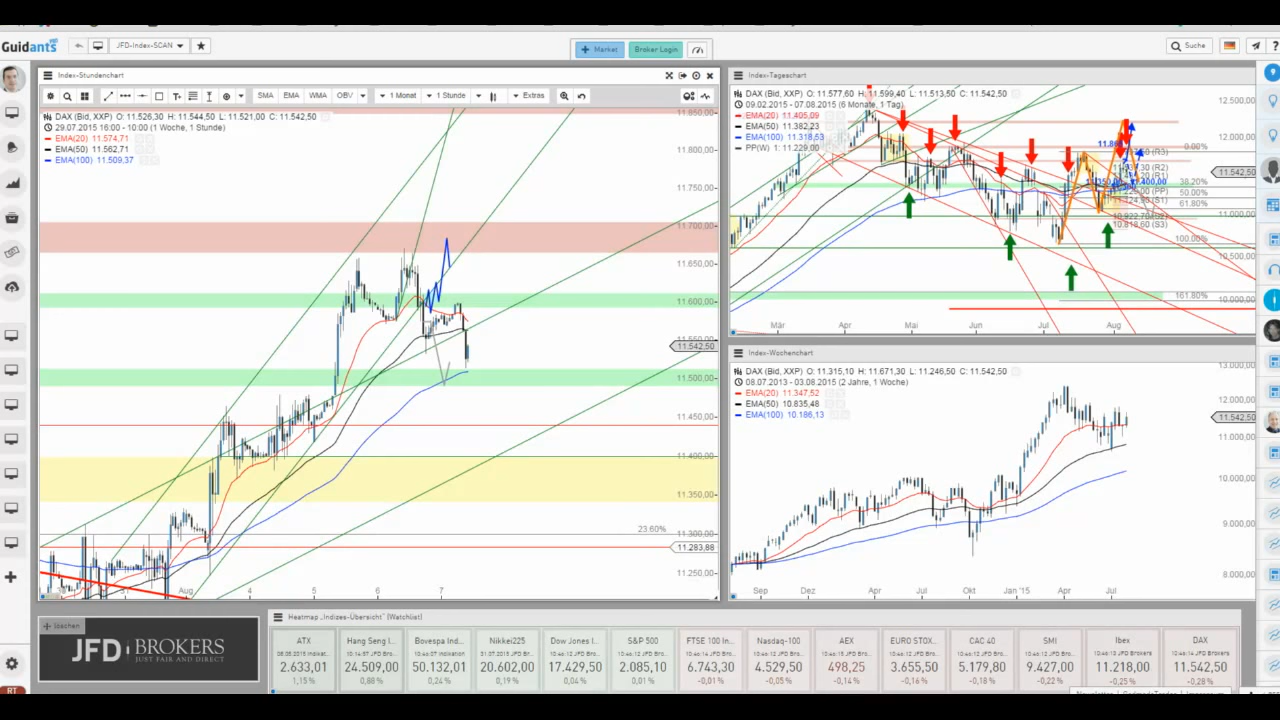 Guidants
JFD-Index-SCAN
Market
Broker Login
Suche
Index-Stundenchart
SMA
EMA
WMA
OBV
1 Monat
1 Stunde
Extras
DAX (Bid, XXP) O: 11.526,30 H: 11.544,50 L: 11.521,00 C: 11.542,50
29.07.2015 16:00 - 10:00 (1 Woche, 1 Stunde)
EMA(20) 11.574,71
EMA(50) 11.562,71
EMA(100) 11.509,37
11.850,00
11.800,00
11.750,00
11.700,00
11.650,00
11.600,00
11.542,50
11.500,00
11.450,00
11.400,00
11.350,00
23.60%
11.300,00
11.283,88
11.250,00
Aug
4
5
6
7
Index-Tageschart
DAX (Bid, XXP) O: 11.577,60 H: 11.599,40 L: 11.513,50 C: 11.542,50
09.02.2015 - 07.08.2015 (6 Monate, 1 Tag)
EMA(20) 11.405,09
EMA(50) 11.382,23
EMA(100) 11.318,53
PP(W) 1: 11.229,00
12.500,00
12.000,00
11.542,50
11.000,00
10.500,00
10.000,00
0.00%
38.20%
50.00%
61.80%
100.00%
161.80%
Mär
Apr
Mai
Jun
Jul
Aug
Index-Wochenchart
DAX (Bid, XXP) O: 11.315,10 H: 11.671,30 L: 11.246,50 C: 11.542,50
08.07.2013 - 03.08.2015 (2 Jahre, 1 Woche)
EMA(20) 11.347,52
EMA(50) 10.835,48
EMA(100) 10.186,13
13.000,00
12.000,00
11.542,50
11.000,00
10.000,00
9.000,00
8.000,00
Sep
Dez
Apr
Jul
Okt
Jan '15
Apr
Jul
löschen
JFD BROKERS
JUST FAIR AND DIRECT
Heatmap „Indizes-Übersicht" (Watchlist)
ATX
2.633,01
1,15 %
Hang Seng I...
24.509,00
0,88 %
Bovespa Ind...
50.132,01
0,24 %
Nikkei225
20.602,00
0,19 %
Dow Jones I...
17.429,50
0,04 %
S&P 500
2.085,10
0,01 %
FTSE 100 In...
6.743,30
-0,01 %
Nasdaq-100
4.529,50
-0,05 %
AEX
498,25
-0,14 %
EURO STOX...
3.655,50
-0,16 %
CAC 40
5.179,80
-0,18 %
SMI
9.427,00
-0,22 %
Ibex
11.218,00
-0,25 %
DAX
11.542,50
-0,28 %
RT